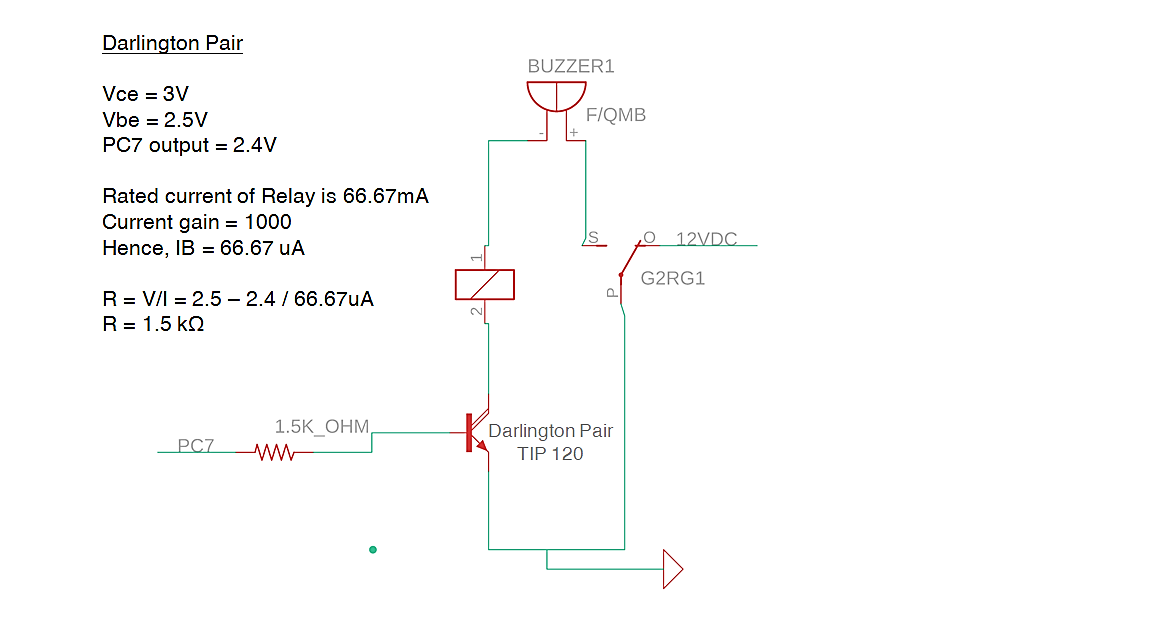 Darlington Pair
Vce = 3V
Vbe = 2.5V
PC7 output = 2.4V
Rated current of Relay is 66.67mA
Current gain = 1000
Hence, IB = 66.67 uA
R = V/I = 2.5 – 2.4 / 66.67uA
R = 1.5 kΩ
BUZZER1
F/QMB
- +
S O 12VDC
1
G2RG1
P
2
1.5K_OHM
PC7
Darlington Pair
TIP 120